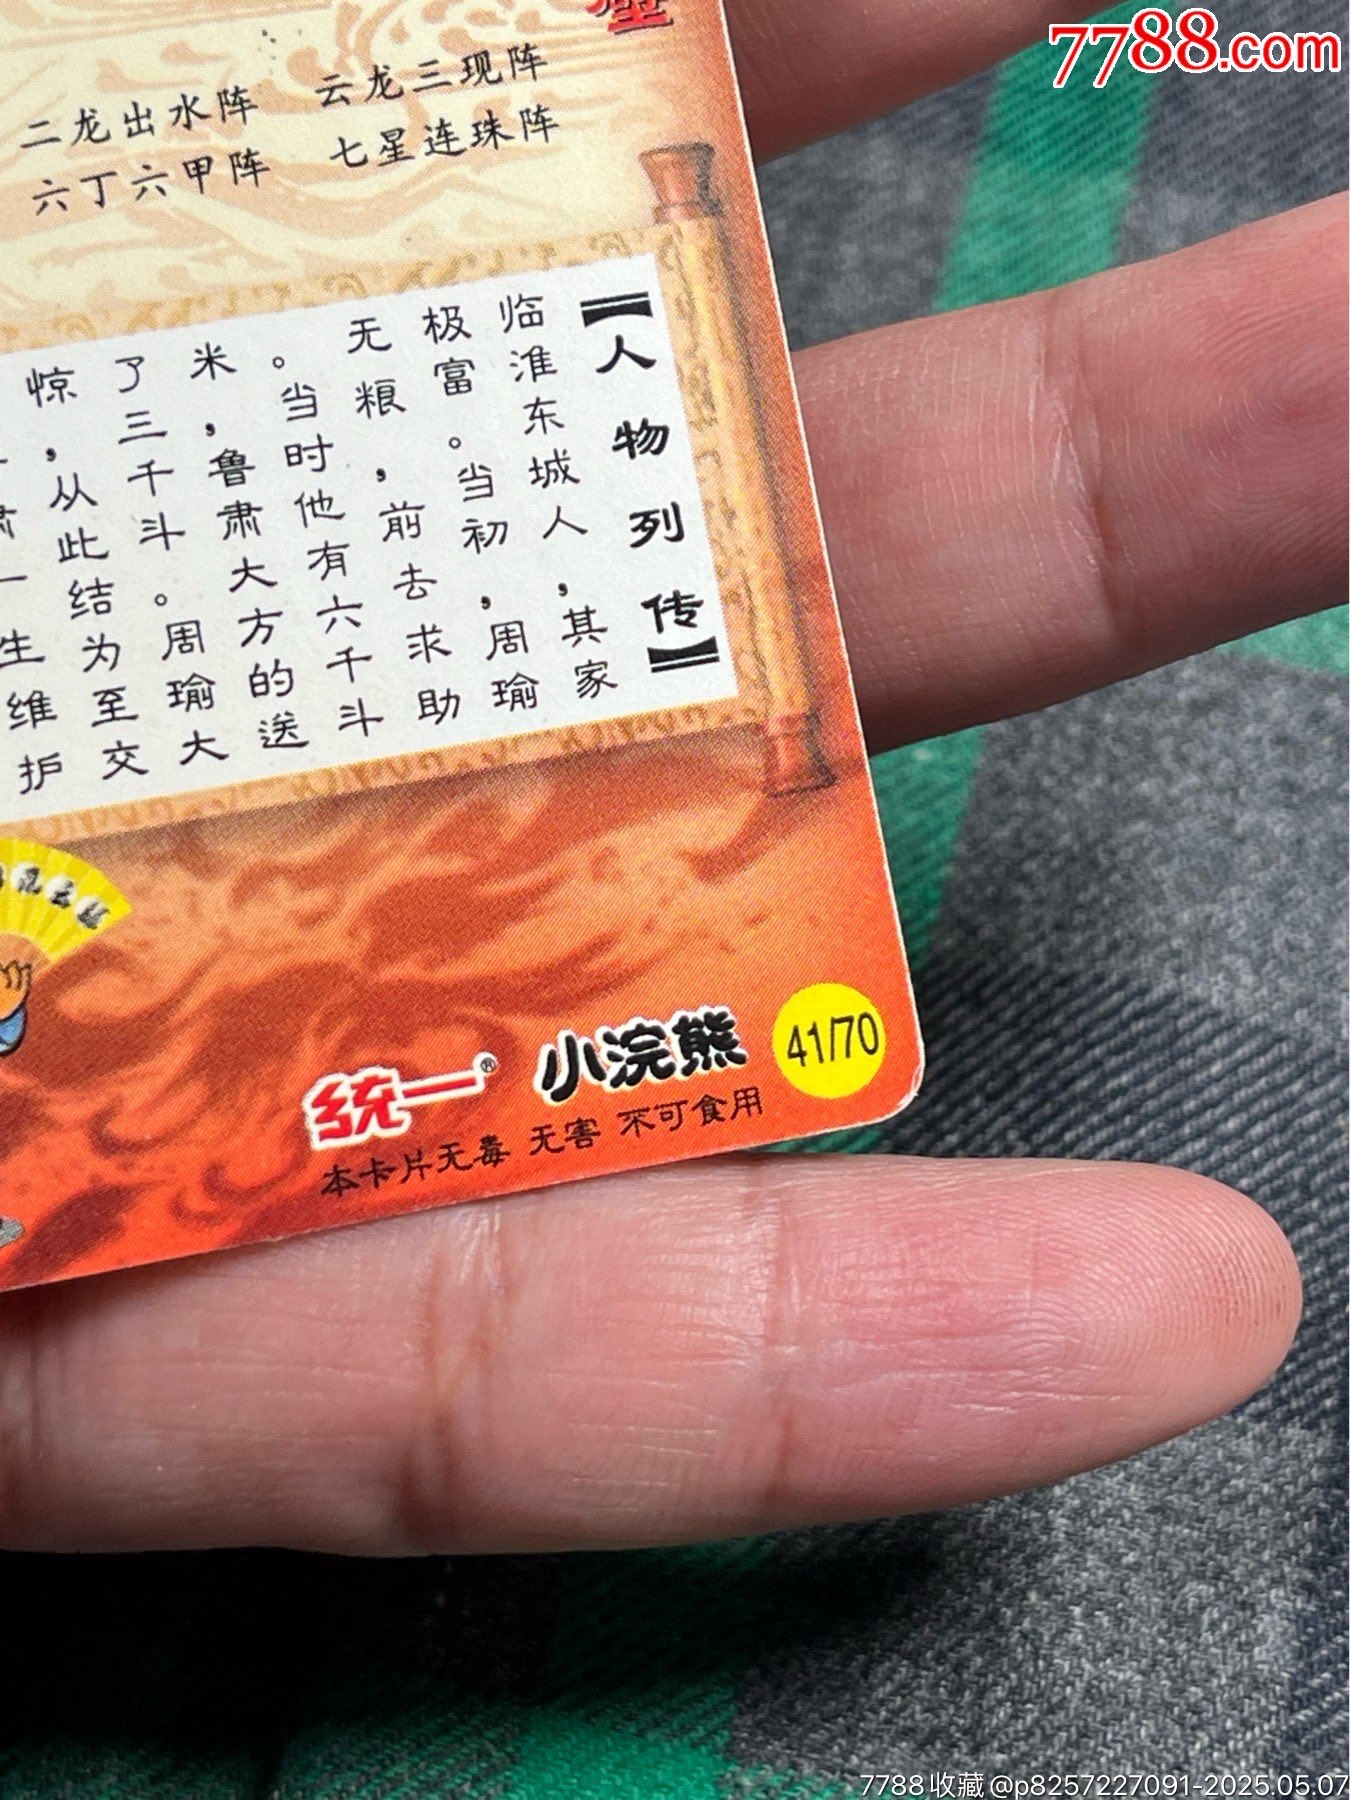 7788.com
二龙出水阵 云龙三现阵
六丁六甲阵 七星连珠阵
【人物列传】
临淮东城人，其家
极富。当初，周瑜
无粮，前去求助
。当时他有六千斗
米，鲁肃大方的送
了三千斗。周瑜大
惊，从此结为至交
一生维护
统一® 小浣熊 41/70
本卡片无毒 无害 不可食用
7788收藏@p8257227091-2025.05.07